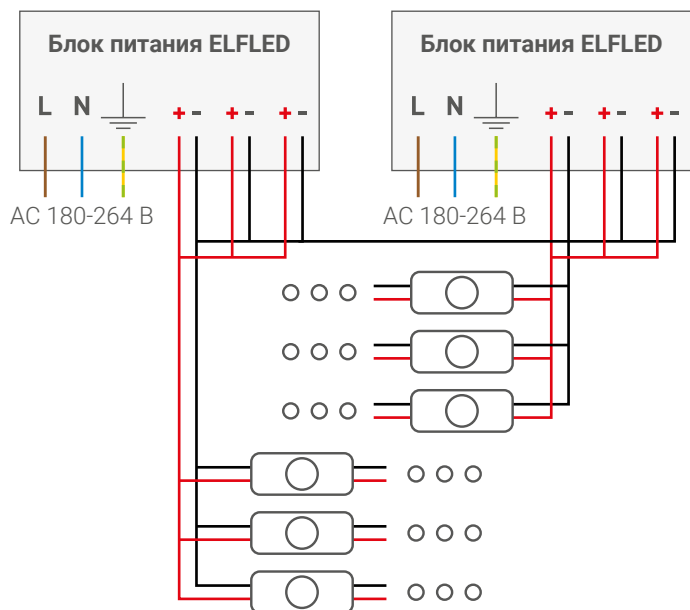 Блок питания ELFLED
L N + - + - + -
AC 180-264 В
Блок питания ELFLED
L N + - + - + -
AC 180-264 В